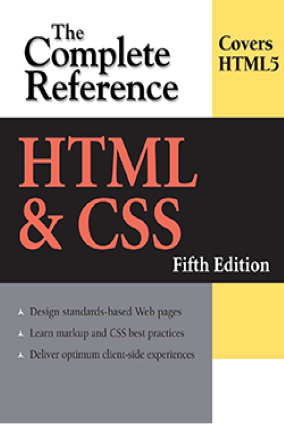 The
Complete
Reference
Covers
HTML5
HTML
& CSS
Fifth Edition
Design standards-based Web pages
Learn markup and CSS best practices
Deliver optimum client-side experiences